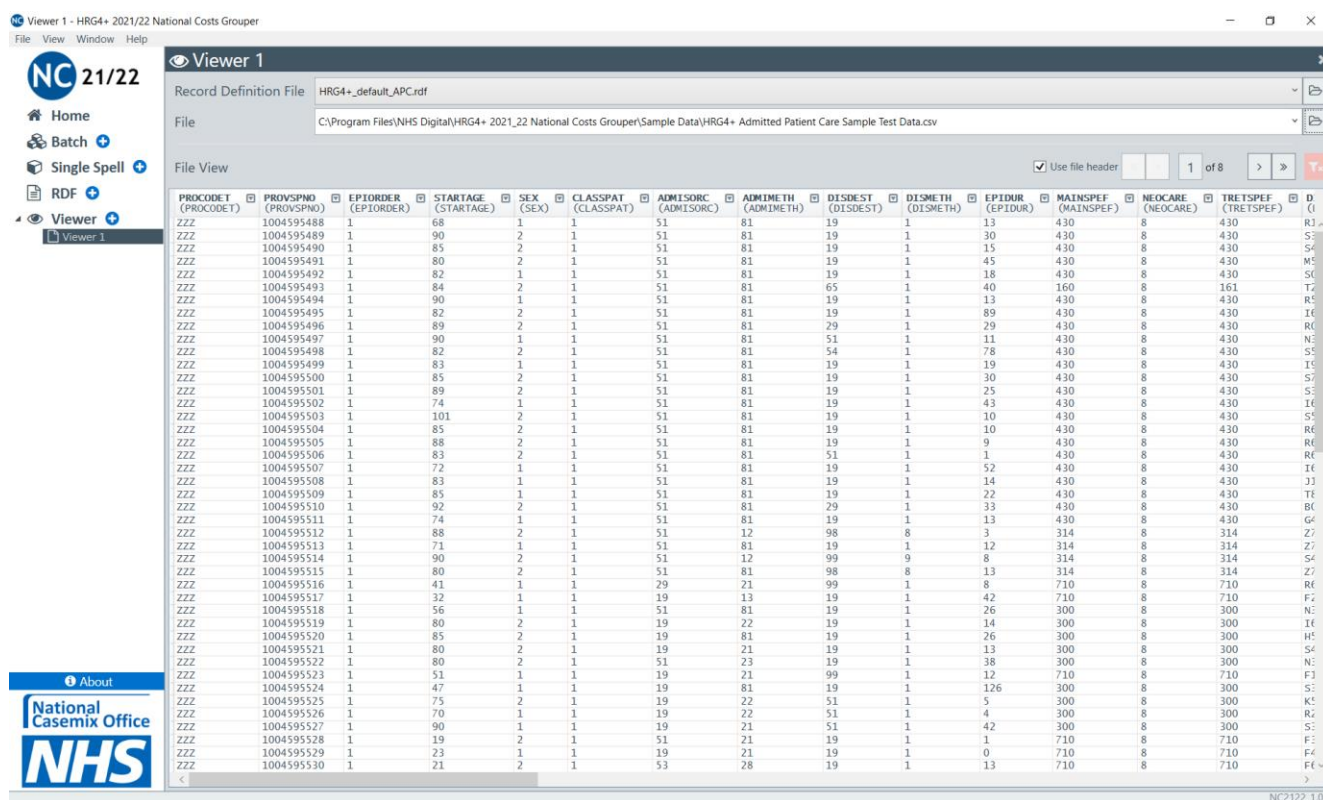 Viewer 1 - HRG4+ 2021/22 National Costs Grouper
File View Window Help
NC 21/22
Home
Batch
Single Spell
RDF
Viewer
Viewer 1
About
National
Casemix Office
NHS
Viewer 1
Record Definition File HRG4+_default_APC.rdf
File C:\Program Files\NHS Digital\HRG4+ 2021_22 National Costs Grouper\Sample Data\HRG4+ Admitted Patient Care Sample Test Data.csv
File View Use file header 1 of 8
PROCODET PROVSPNO EPIORDER STARTAGE SEX CLASSPAT ADMISORC ADMIMETH DISDEST DISMETH EPIDUR MAINSPEF NEOCARE TRETSPEF
(PROCODET) (PROVSPNO) (EPIORDER) (STARTAGE) (SEX) (CLASSPAT) (ADMISORC) (ADMIMETH) (DISDEST) (DISMETH) (EPIDUR) (MAINSPEF) (NEOCARE) (TRETSPEF)
ZZZ 1004595488 1 68 1 1 51 81 19 1 13 430 8 430
ZZZ 1004595489 1 90 2 1 51 81 19 1 30 430 8 430
ZZZ 1004595490 1 85 2 1 51 81 19 1 15 430 8 430
ZZZ 1004595491 1 80 2 1 51 81 19 1 45 430 8 430
ZZZ 1004595492 1 82 1 1 51 81 19 1 18 430 8 430
ZZZ 1004595493 1 84 2 1 51 81 65 1 40 160 8 161
ZZZ 1004595494 1 90 1 1 51 81 19 1 13 430 8 430
ZZZ 1004595495 1 82 2 1 51 81 19 1 89 430 8 430
ZZZ 1004595496 1 89 2 1 51 81 29 1 29 430 8 430
ZZZ 1004595497 1 90 1 1 51 81 51 1 11 430 8 430
ZZZ 1004595498 1 82 2 1 51 81 54 1 78 430 8 430
ZZZ 1004595499 1 83 1 1 51 81 19 1 19 430 8 430
ZZZ 1004595500 1 85 2 1 51 81 19 1 30 430 8 430
ZZZ 1004595501 1 89 2 1 51 81 19 1 25 430 8 430
ZZZ 1004595502 1 74 1 1 51 81 19 1 43 430 8 430
ZZZ 1004595503 1 101 2 1 51 81 19 1 10 430 8 430
ZZZ 1004595504 1 85 2 1 51 81 19 1 10 430 8 430
ZZZ 1004595505 1 88 2 1 51 81 19 1 9 430 8 430
ZZZ 1004595506 1 83 2 1 51 81 51 1 1 430 8 430
ZZZ 1004595507 1 72 1 1 51 81 19 1 52 430 8 430
ZZZ 1004595508 1 83 1 1 51 81 19 1 14 430 8 430
ZZZ 1004595509 1 85 1 1 51 81 19 1 22 430 8 430
ZZZ 1004595510 1 92 2 1 51 81 29 1 33 430 8 430
ZZZ 1004595511 1 74 1 1 51 81 19 1 13 430 8 430
ZZZ 1004595512 1 88 2 1 51 12 98 8 3 314 8 314
ZZZ 1004595513 1 71 1 1 51 81 19 1 12 314 8 314
ZZZ 1004595514 1 90 2 1 51 12 99 9 8 314 8 314
ZZZ 1004595515 1 80 2 1 51 81 98 8 13 314 8 314
ZZZ 1004595516 1 41 1 1 29 21 99 1 8 710 8 710
ZZZ 1004595517 1 32 1 1 19 13 19 1 42 710 8 710
ZZZ 1004595518 1 56 1 1 51 81 19 1 26 300 8 300
ZZZ 1004595519 1 80 2 1 19 22 19 1 14 300 8 300
ZZZ 1004595520 1 85 2 1 19 81 19 1 26 300 8 300
ZZZ 1004595521 1 80 2 1 19 21 19 1 13 300 8 300
ZZZ 1004595522 1 80 2 1 51 23 19 1 38 300 8 300
ZZZ 1004595523 1 51 1 1 19 21 99 1 12 710 8 710
ZZZ 1004595524 1 47 1 1 19 81 19 1 126 300 8 300
ZZZ 1004595525 1 75 2 1 19 22 51 1 5 300 8 300
ZZZ 1004595526 1 70 1 1 19 22 51 1 4 300 8 300
ZZZ 1004595527 1 90 1 1 19 21 51 1 42 300 8 300
ZZZ 1004595528 1 19 2 1 51 21 19 1 1 710 8 710
ZZZ 1004595529 1 23 1 1 19 21 19 1 0 710 8 710
ZZZ 1004595530 1 21 2 1 53 28 19 1 13 710 8 710